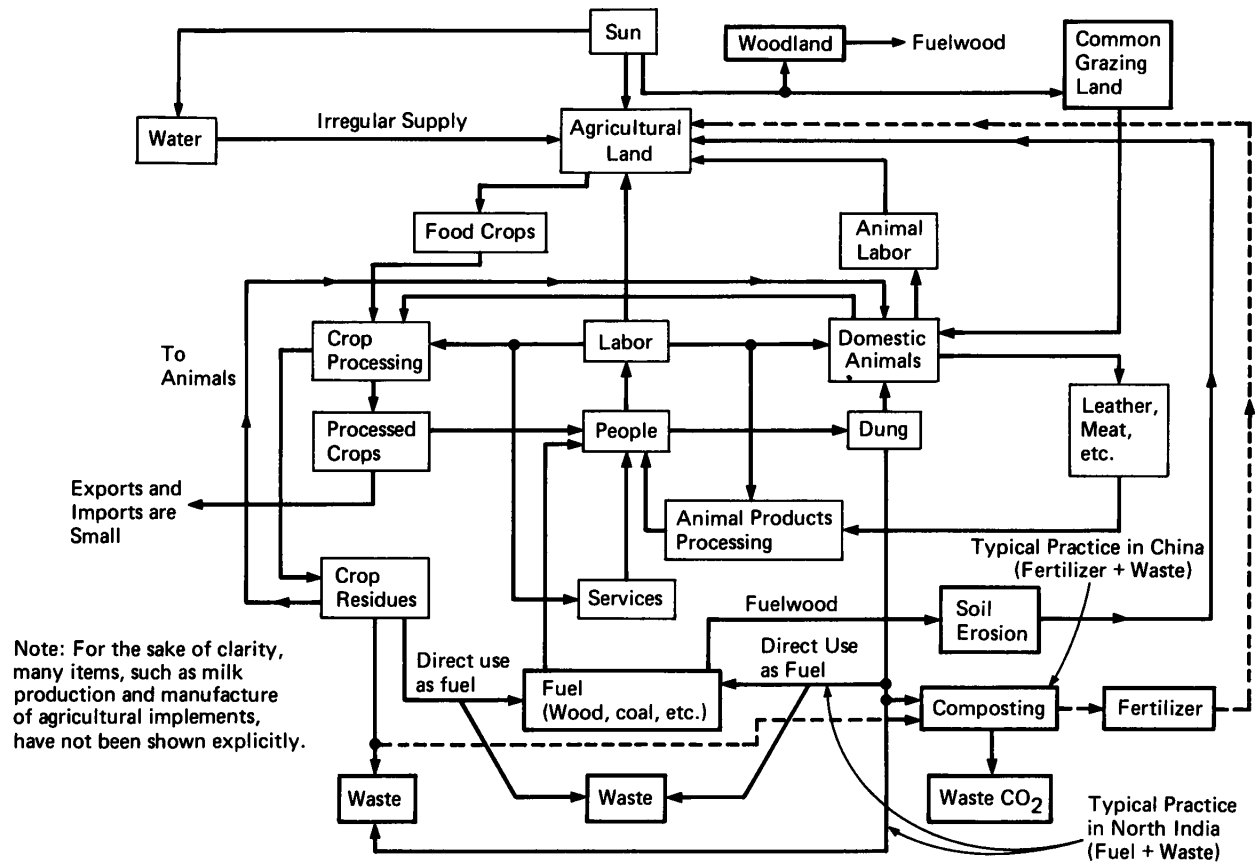 Sun
Woodland
Fuelwood
Common
Grazing
Land
Water
Irregular Supply
Agricultural
Land
Food Crops
Animal
Labor
To
Animals
Crop
Processing
Labor
Domestic
Animals
Processed
Crops
People
Dung
Leather,
Meat,
etc.
Exports and
Imports are
Small
Animal Products
Processing
Typical Practice in China
(Fertilizer + Waste)
Crop
Residues
Services
Fuelwood
Soil
Erosion
Note: For the sake of clarity,
many items, such as milk
production and manufacture
of agricultural implements,
have not been shown explicitly.
Direct use
as fuel
Fuel
(Wood, coal, etc.)
Direct Use
as Fuel
Composting
Fertilizer
Waste
Waste
Waste CO2
Typical Practice
in North India
(Fuel + Waste)